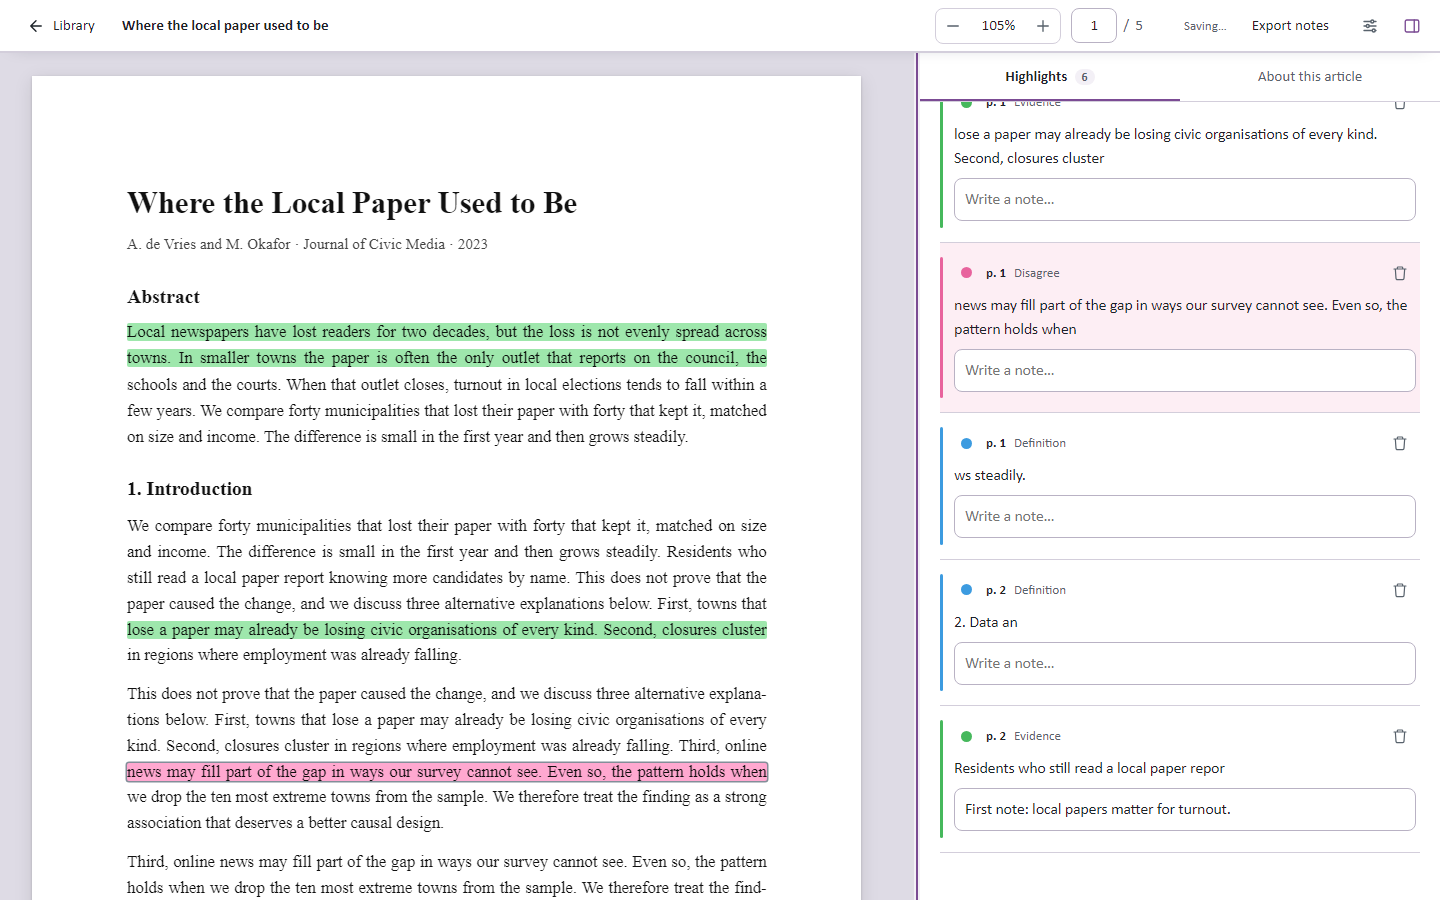 Library
Where the local paper used to be
105%
1 / 5
Saving...
Export notes
Where the Local Paper Used to Be
A. de Vries and M. Okafor · Journal of Civic Media · 2023
Abstract
Local newspapers have lost readers for two decades, but the loss is not evenly spread across
towns. In smaller towns the paper is often the only outlet that reports on the council, the
schools and the courts. When that outlet closes, turnout in local elections tends to fall within a
few years. We compare forty municipalities that lost their paper with forty that kept it, matched
on size and income. The difference is small in the first year and then grows steadily.
1. Introduction
We compare forty municipalities that lost their paper with forty that kept it, matched on size
and income. The difference is small in the first year and then grows steadily. Residents who
still read a local paper report knowing more candidates by name. This does not prove that the
paper caused the change, and we discuss three alternative explanations below. First, towns that
lose a paper may already be losing civic organisations of every kind. Second, closures cluster
in regions where employment was already falling.
This does not prove that the paper caused the change, and we discuss three alternative explana-
tions below. First, towns that lose a paper may already be losing civic organisations of every
kind. Second, closures cluster in regions where employment was already falling. Third, online
news may fill part of the gap in ways our survey cannot see. Even so, the pattern holds when
we drop the ten most extreme towns from the sample. We therefore treat the finding as a strong
association that deserves a better causal design.
Third, online news may fill part of the gap in ways our survey cannot see. Even so, the pattern
holds when we drop the ten most extreme towns from the sample. We therefore treat the find-
Highlights 6
About this article
p. 1 Evidence
lose a paper may already be losing civic organisations of every kind.
Second, closures cluster
Write a note...
p. 1 Disagree
news may fill part of the gap in ways our survey cannot see. Even so, the
pattern holds when
Write a note...
p. 1 Definition
ws steadily.
Write a note...
p. 2 Definition
2. Data an
Write a note...
p. 2 Evidence
Residents who still read a local paper repor
First note: local papers matter for turnout.